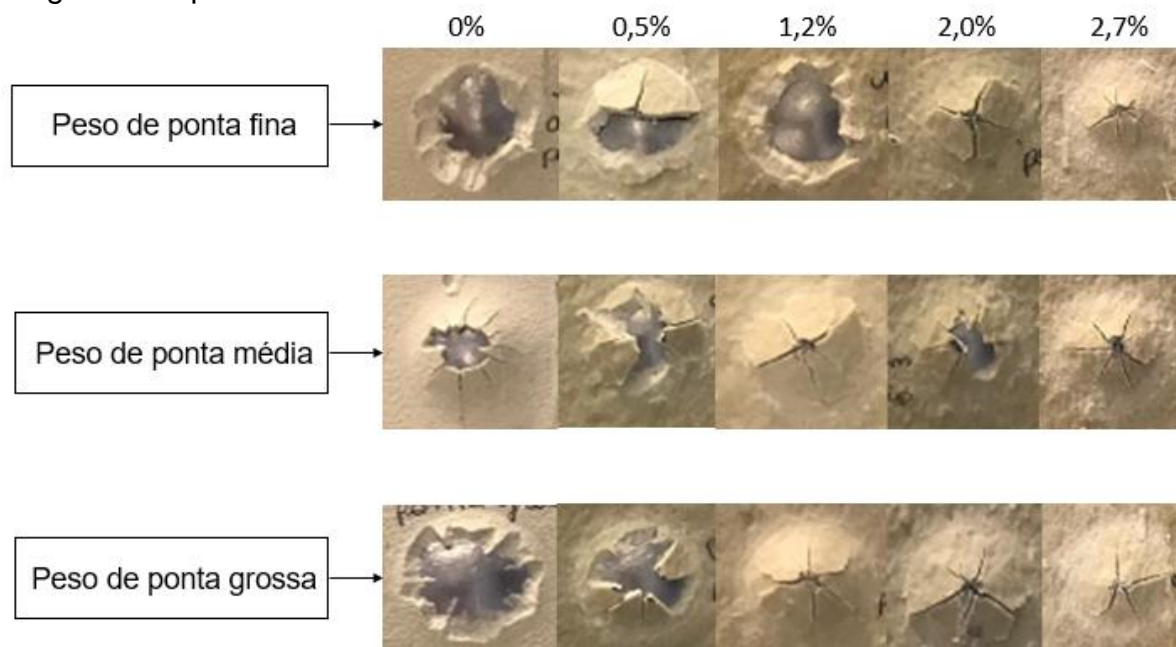 0% 0,5% 1,2% 2,0% 2,7%
Peso de ponta fina
Peso de ponta média
Peso de ponta grossa